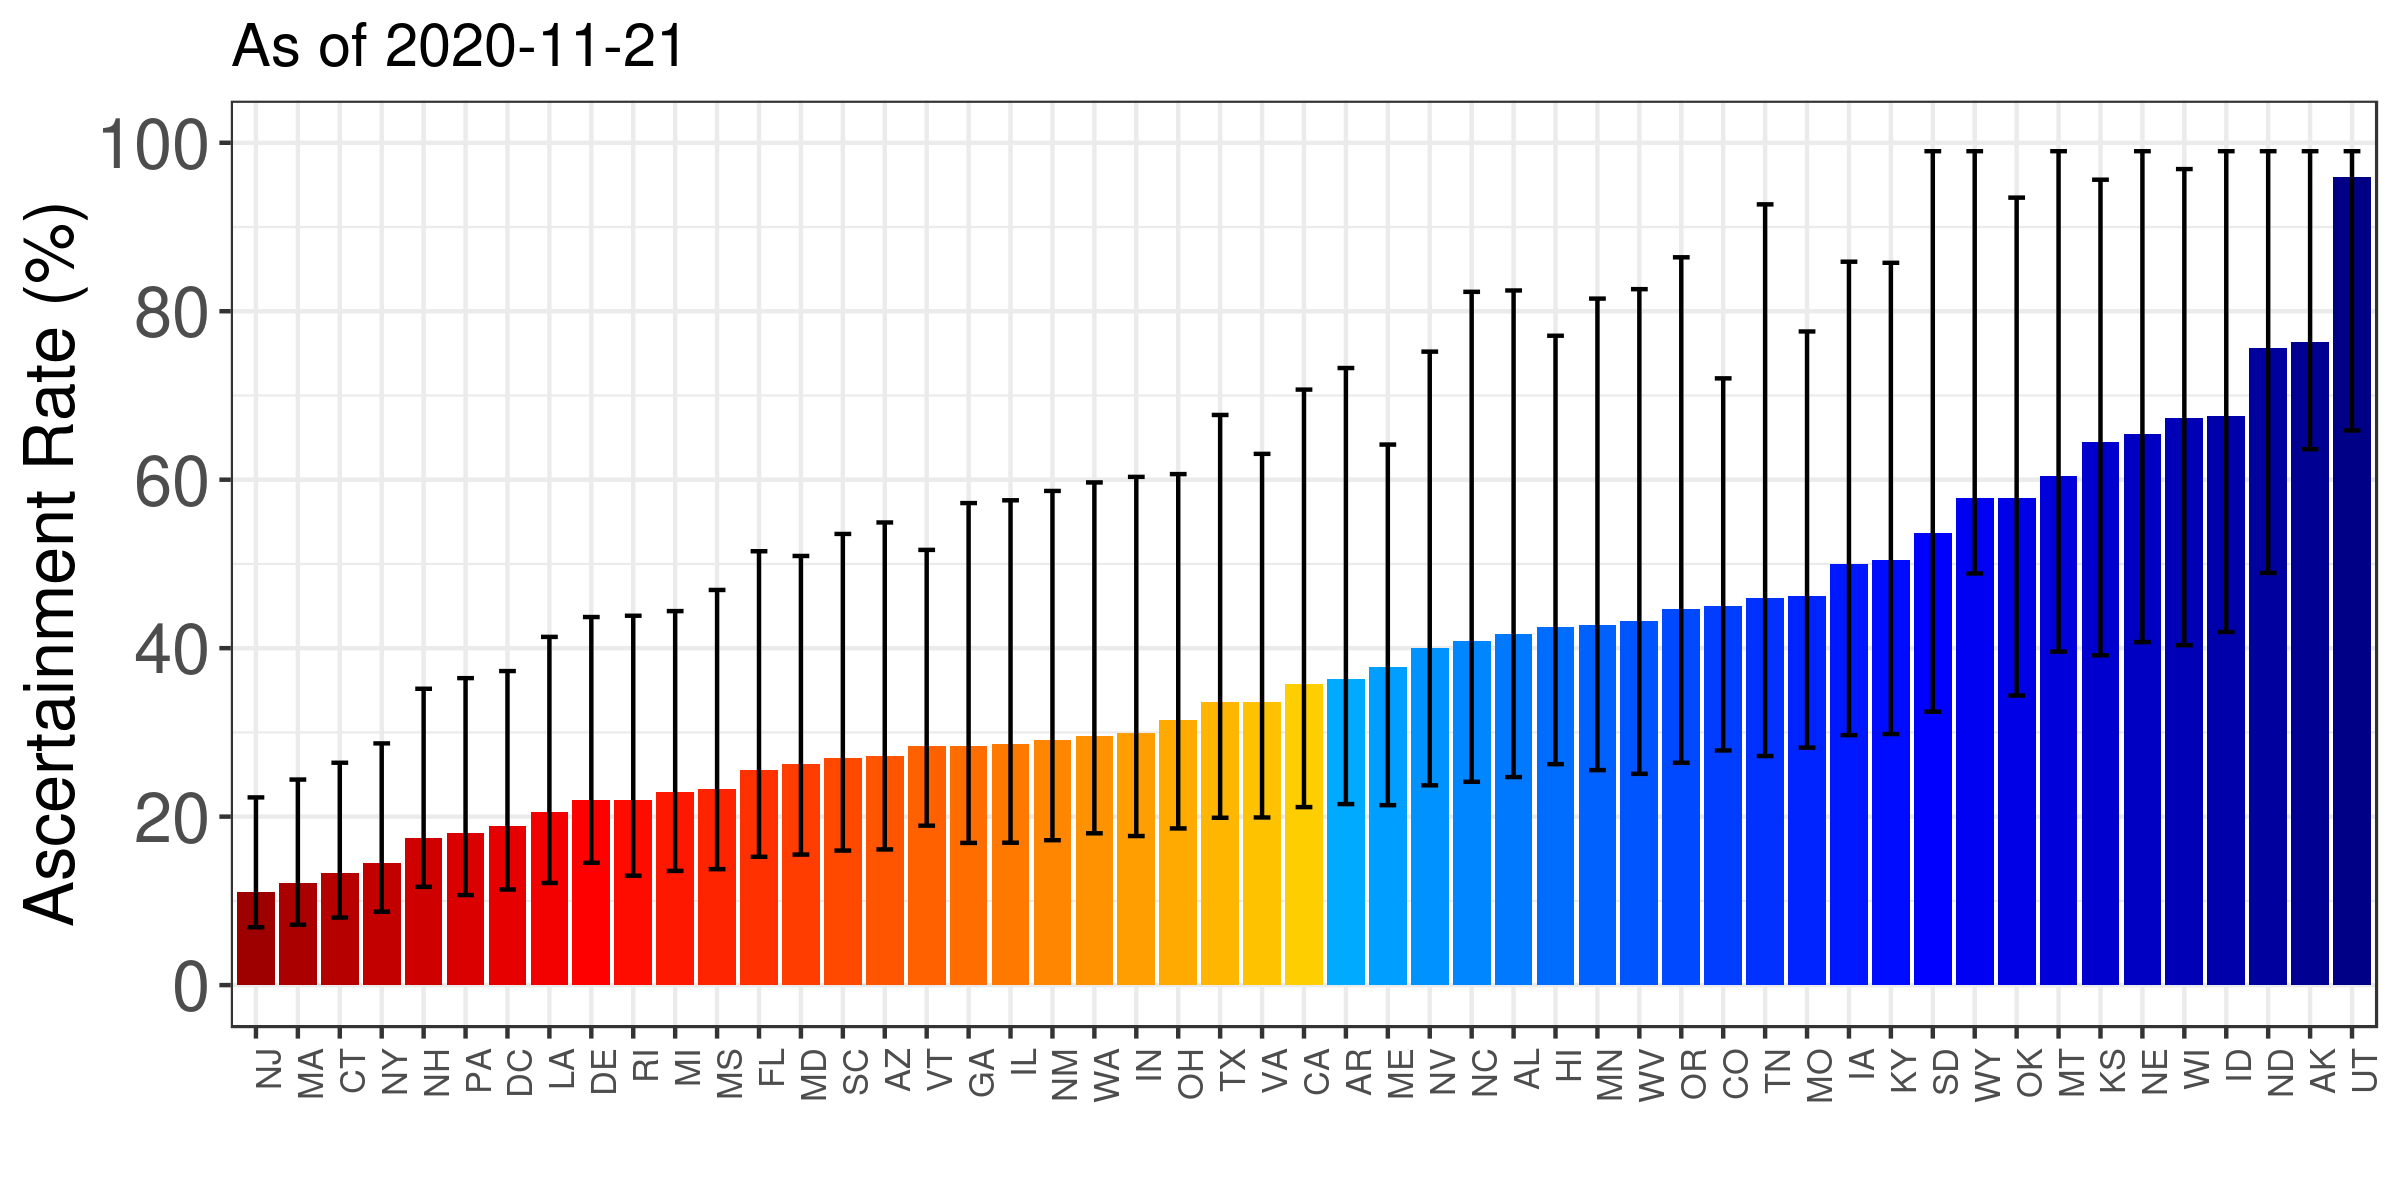 As of 2020-11-21
Ascertainment Rate (%)
100
80
60
40
20
0
NJ MA CT NY NH PA DC LA DE RI MI MS FL MD SC AZ VT GA IL NM WA IN OH TX VA CA AR ME NV NC AL HI MN WV OR CO TN MO IA KY SD WY OK MT KS NE WI ID ND AK UT